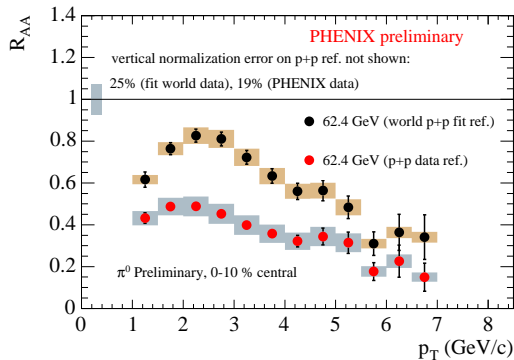 R_AA
1.4
1.2
1
0.8
0.6
0.4
0.2
0
PHENIX preliminary
vertical normalization error on p+p ref. not shown:
25% (fit world data), 19% (PHENIX data)
62.4 GeV (world p+p fit ref.)
62.4 GeV (p+p data ref.)
π⁰ Preliminary, 0-10 % central
0 1 2 3 4 5 6 7 8
p_T (GeV/c)